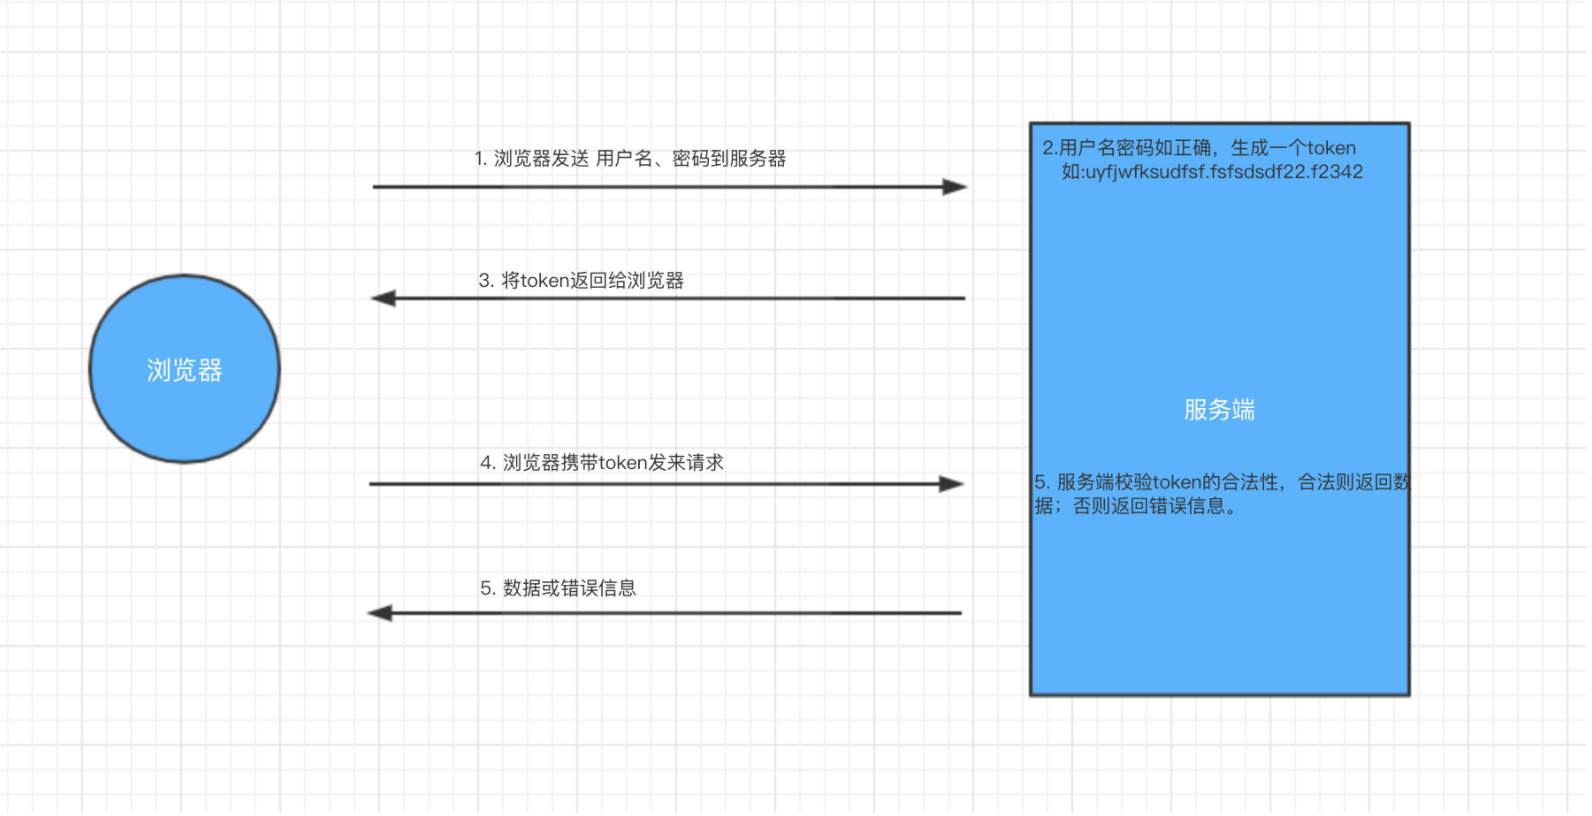 1. 浏览器发送 用户名、密码到服务器
2.用户名密码如正确，生成一个token
如:uyfjwfksudfsf.fsfsdsdf22.f2342
3. 将token返回给浏览器
浏览器
服务端
4. 浏览器携带token发来请求
5. 服务端校验token的合法性，合法则返回数
据；否则返回错误信息。
5. 数据或错误信息